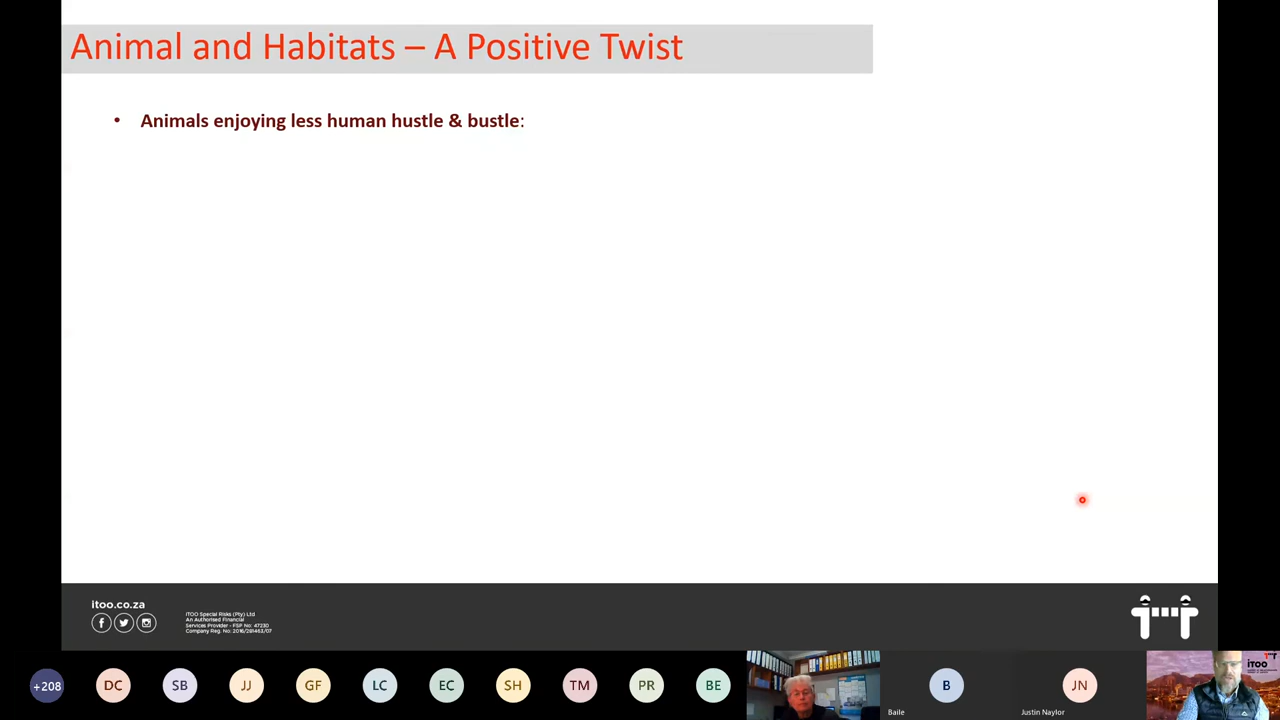 Animal and Habitats – A Positive Twist
• Animals enjoying less human hustle & bustle:
itoo.co.za
ITOO Special Risks (Pty) Ltd
An Authorised Financial
Services Provider - FSP No: 47230
Company Reg. No: 2016/281463/07
+208
DC
SB
JJ
GF
LC
EC
SH
TM
PR
BE
B
Baile
JN
Justin Naylor
itoo